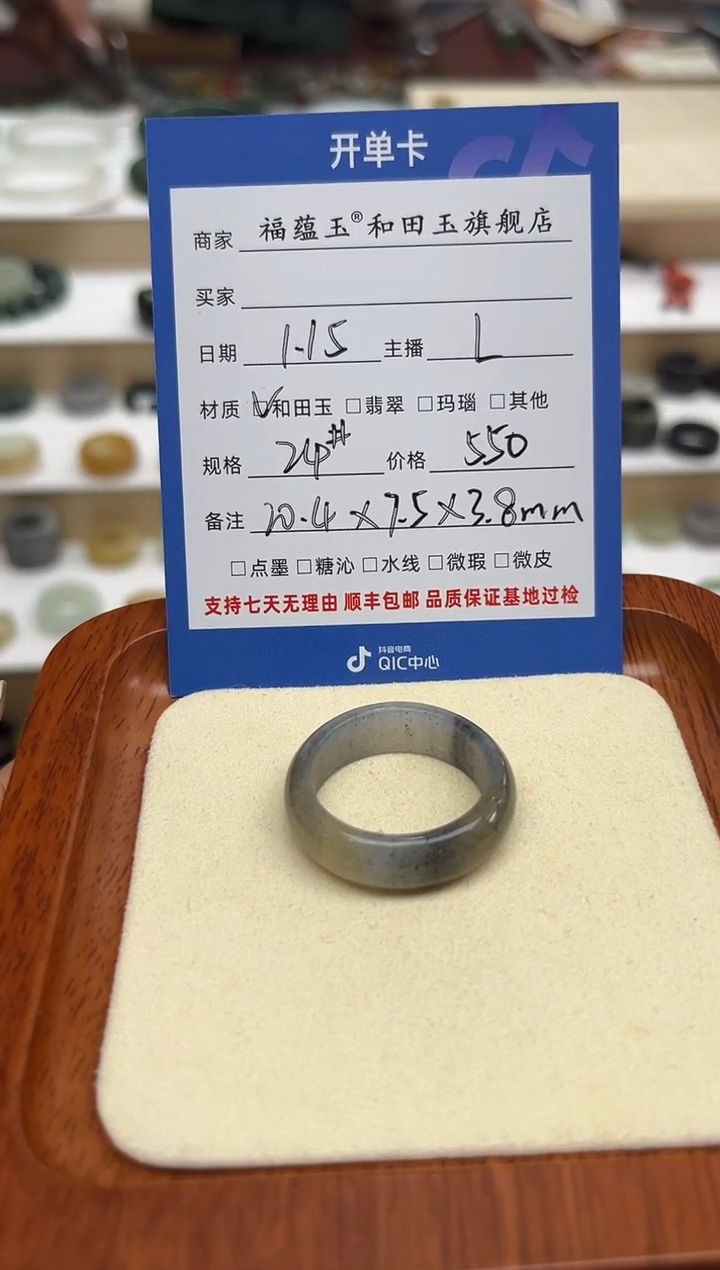 开单卡
商家 福蕴玉®和田玉旗舰店
买家
日期 1.15 主播 L
材质 ☑和田玉 □翡翠 □玛瑙 □其他
规格 24# 价格 550
备注 20.4×7.5×3.8mm
□点墨 □糖沁 □水线 □微瑕 □微皮
支持七天无理由 顺丰包邮 品质保证基地过检
抖音电商
QIC中心